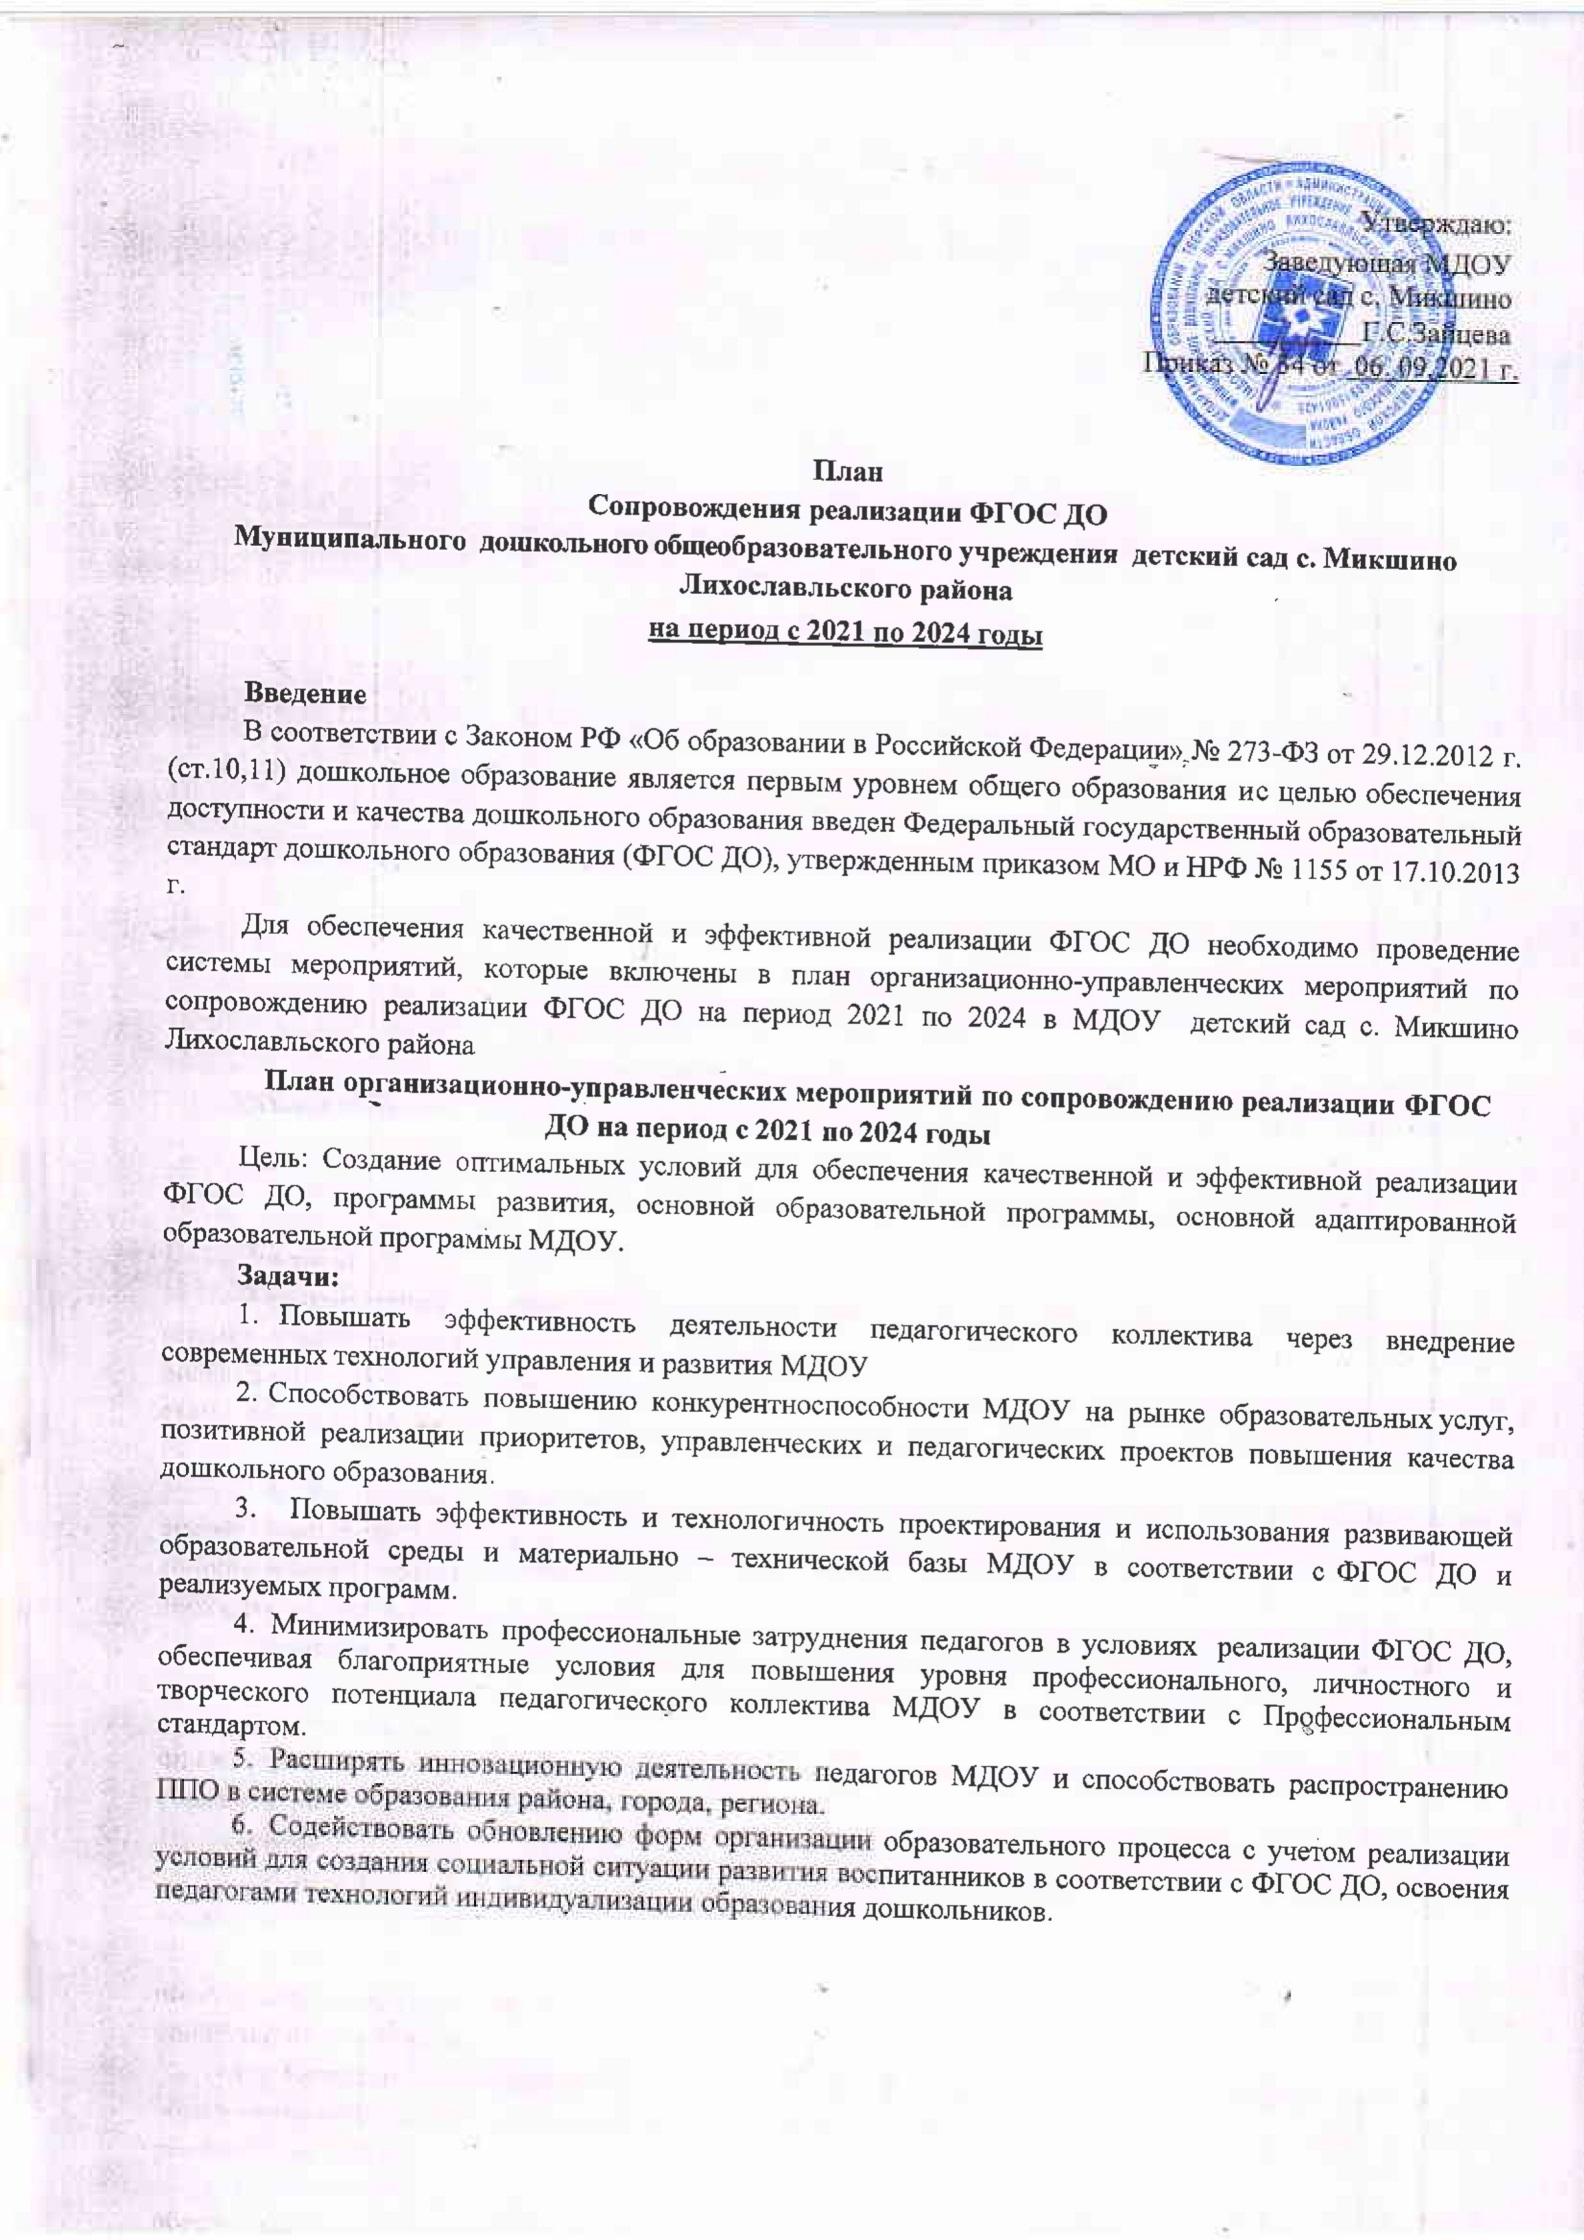 Утверждаю:
Заведующая МДОУ
детский сад с. Микшино
Г.С.Зайцева
Приказ № 54 от 06. 09.2021 г.
План
Сопровождения реализации ФГОС ДО
Муниципального дошкольного общеобразовательного учреждения детский сад с. Микшино
Лихославльского района
на период с 2021 по 2024 годы
Введение
В соответствии с Законом РФ «Об образовании в Российской Федерации» № 273-ФЗ от 29.12.2012 г.
(ст.10,11) дошкольное образование является первым уровнем общего образования ис целью обеспечения
доступности и качества дошкольного образования введен Федеральный государственный образовательный
стандарт дошкольного образования (ФГОС ДО), утвержденным приказом МО и НРФ № 1155 от 17.10.2013
г.
Для обеспечения качественной и эффективной реализации ФГОС ДО необходимо проведение
системы мероприятий, которые включены в план организационно-управленческих мероприятий по
сопровождению реализации ФГОС ДО на период 2021 по 2024 в МДОУ детский сад с. Микшино
Лихославльского района
План организационно-управленческих мероприятий по сопровождению реализации ФГОС
ДО на период с 2021 по 2024 годы
Цель: Создание оптимальных условий для обеспечения качественной и эффективной реализации
ФГОС ДО, программы развития, основной образовательной программы, основной адаптированной
образовательной программы МДОУ.
Задачи:
1. Повышать эффективность деятельности педагогического коллектива через внедрение
современных технологий управления и развития МДОУ
2. Способствовать повышению конкурентноспособности МДОУ на рынке образовательных услуг,
позитивной реализации приоритетов, управленческих и педагогических проектов повышения качества
дошкольного образования.
3. Повышать эффективность и технологичность проектирования и использования развивающей
образовательной среды и материально – технической базы МДОУ в соответствии с ФГОС ДО и
реализуемых программ.
4. Минимизировать профессиональные затруднения педагогов в условиях реализации ФГОС ДО,
обеспечивая благоприятные условия для повышения уровня профессионального, личностного и
творческого потенциала педагогического коллектива МДОУ в соответствии с Профессиональным
стандартом.
5. Расширять инновационную деятельность педагогов МДОУ и способствовать распространению
ППО в системе образования района, города, региона.
6. Содействовать обновлению форм организации образовательного процесса с учетом реализации
условий для создания социальной ситуации развития воспитанников в соответствии с ФГОС ДО, освоения
педагогами технологий индивидуализации образования дошкольников.